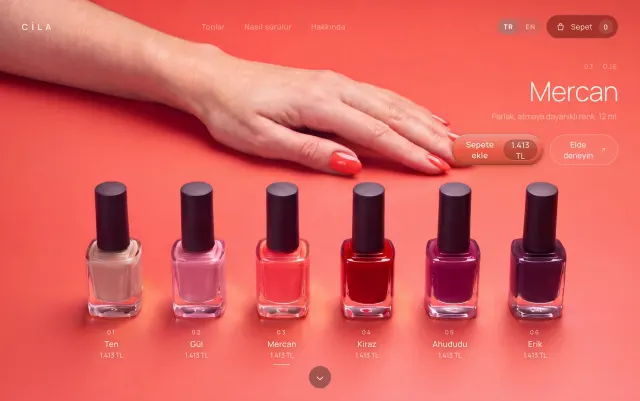 CİLA
Tonlar
Nasıl sürülür
Hakkında
TR
EN
Sepet
0
03 · OJE
Mercan
Parlak, atmaya dayanıklı renk. 12 ml.
Sepete ekle
1.413 TL
Elde deneyin
01
Ten
1.413 TL
02
Gül
1.413 TL
03
Mercan
1.413 TL
04
Kiraz
1.413 TL
05
Ahududu
1.413 TL
06
Erik
1.413 TL